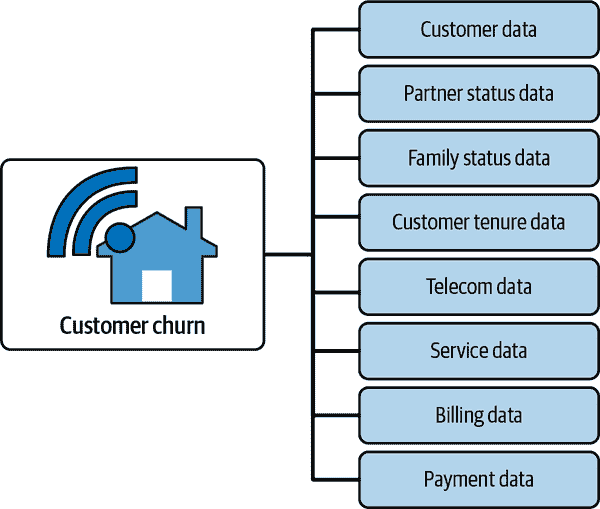 Customer churn
Customer data
Partner status data
Family status data
Customer tenure data
Telecom data
Service data
Billing data
Payment data